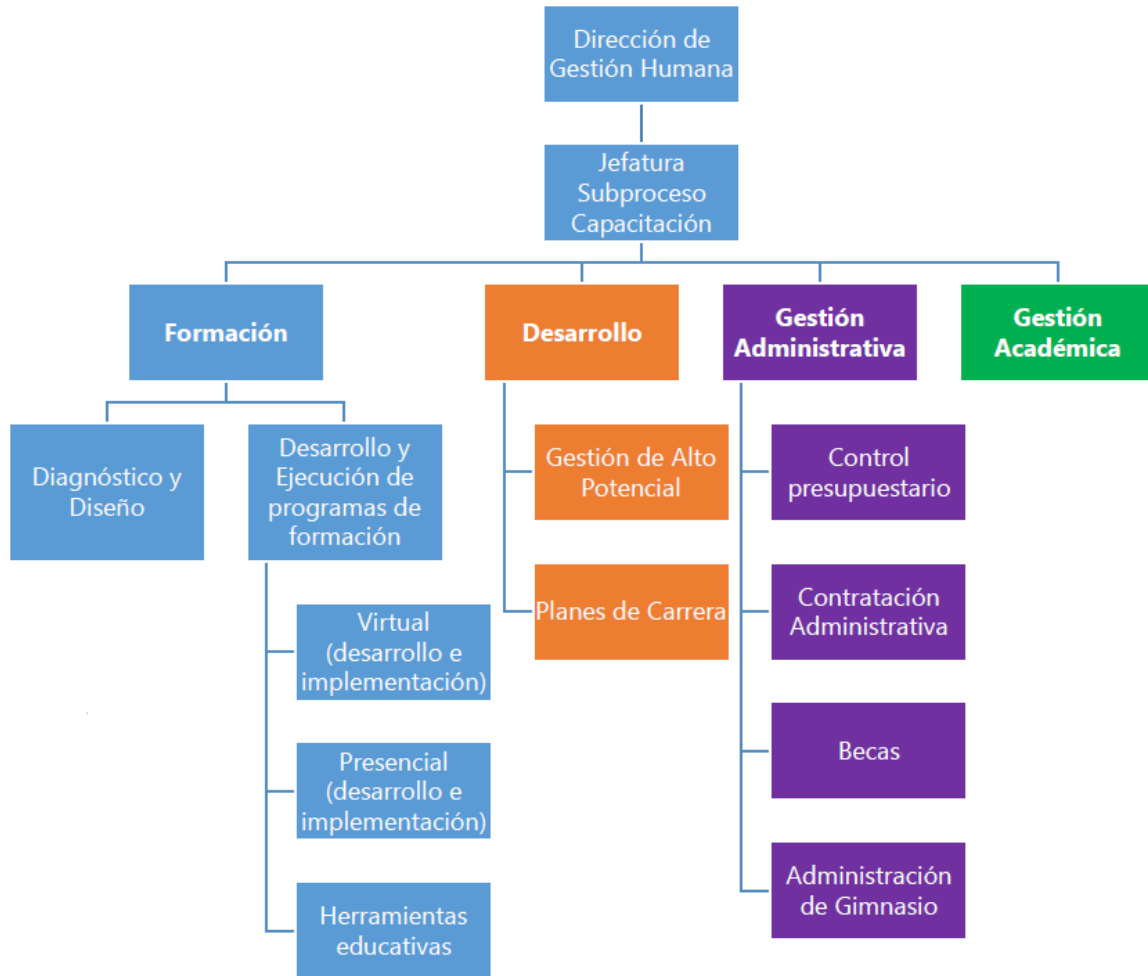 Dirección de
Gestión Humana
Jefatura
Subproceso
Capacitación
Formación
Desarrollo
Gestión
Administrativa
Gestión
Académica
Diagnóstico y
Diseño
Desarrollo y
Ejecución de
programas de
formación
Virtual
(desarrollo e
implementación)
Presencial
(desarrollo e
implementación)
Herramientas
educativas
Gestión de Alto
Potencial
Planes de Carrera
Control
presupuestario
Contratación
Administrativa
Becas
Administración
de Gimnasio